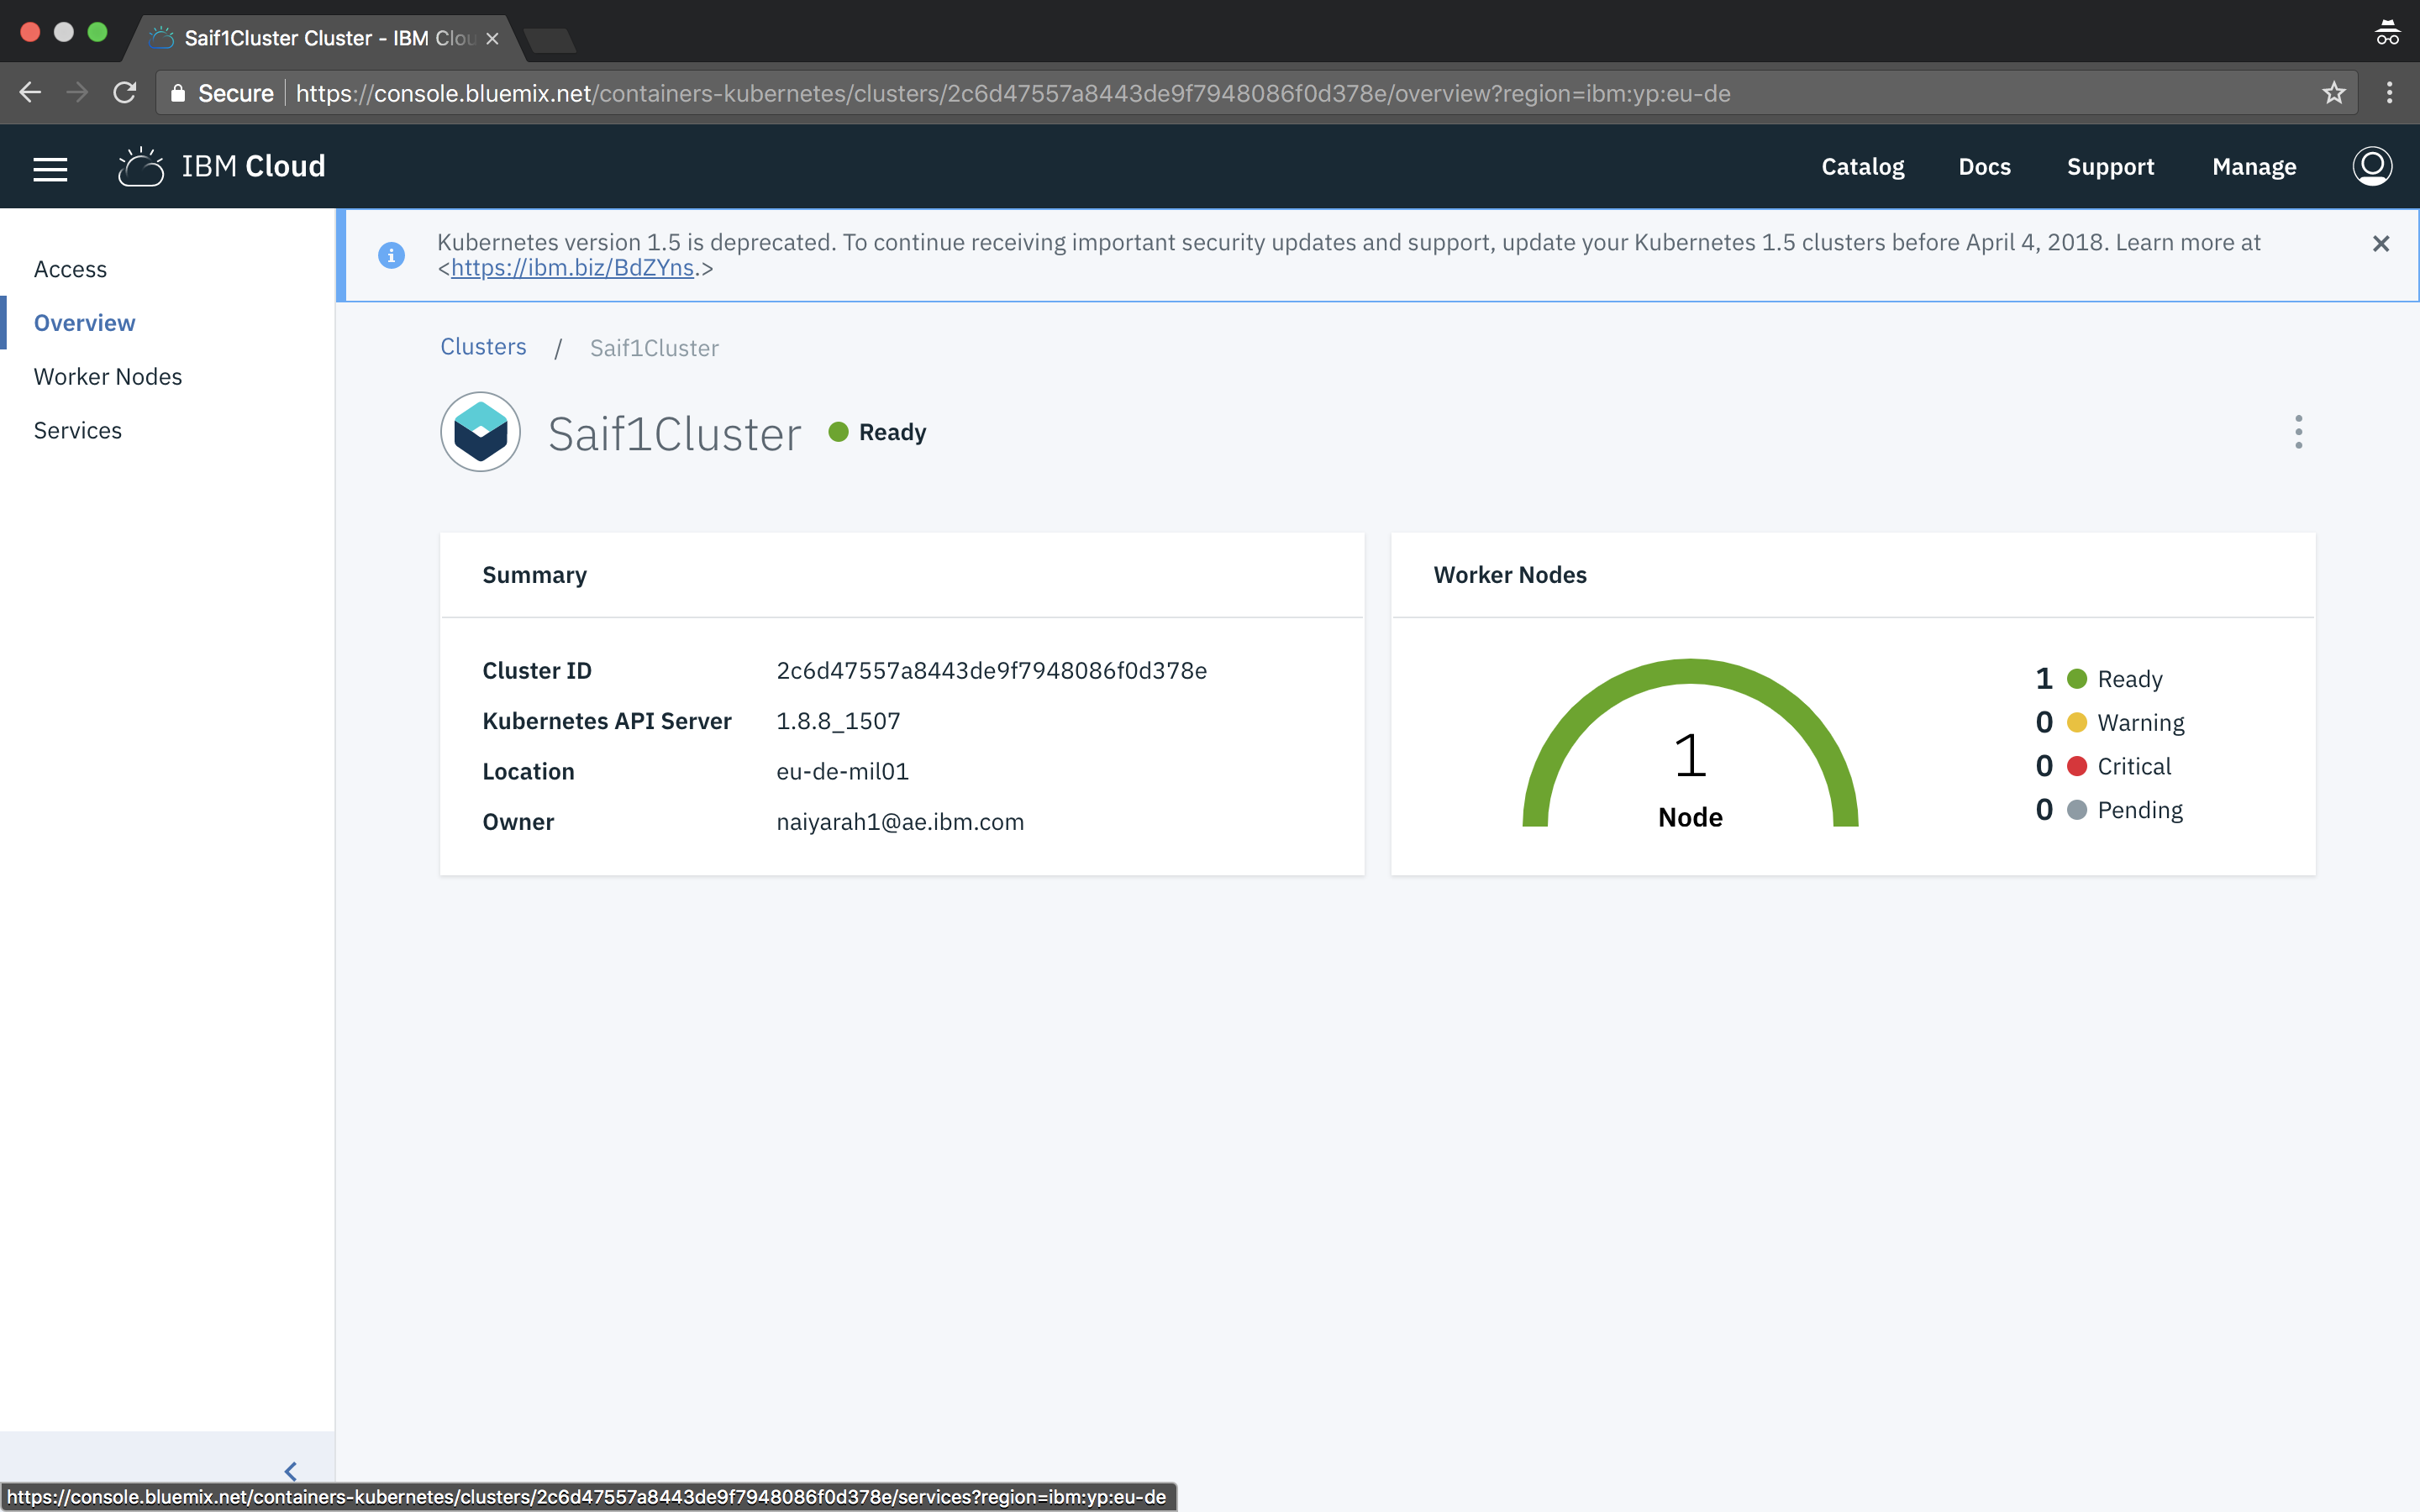 Saif1Cluster Cluster - IBM Clou
Secure https://console.bluemix.net/containers-kubernetes/clusters/2c6d47557a8443de9f7948086f0d378e/overview?region=ibm:yp:eu-de
IBM Cloud
Catalog Docs Support Manage
Access
Overview
Worker Nodes
Services
Kubernetes version 1.5 is deprecated. To continue receiving important security updates and support, update your Kubernetes 1.5 clusters before April 4, 2018. Learn more at
<https://ibm.biz/BdZYns.>
Clusters / Saif1Cluster
Saif1Cluster Ready
Summary
Cluster ID 2c6d47557a8443de9f7948086f0d378e
Kubernetes API Server 1.8.8_1507
Location eu-de-mil01
Owner naiyarah1@ae.ibm.com
Worker Nodes
1
Node
1 Ready
0 Warning
0 Critical
0 Pending
https://console.bluemix.net/containers-kubernetes/clusters/2c6d47557a8443de9f7948086f0d378e/services?region=ibm:yp:eu-de